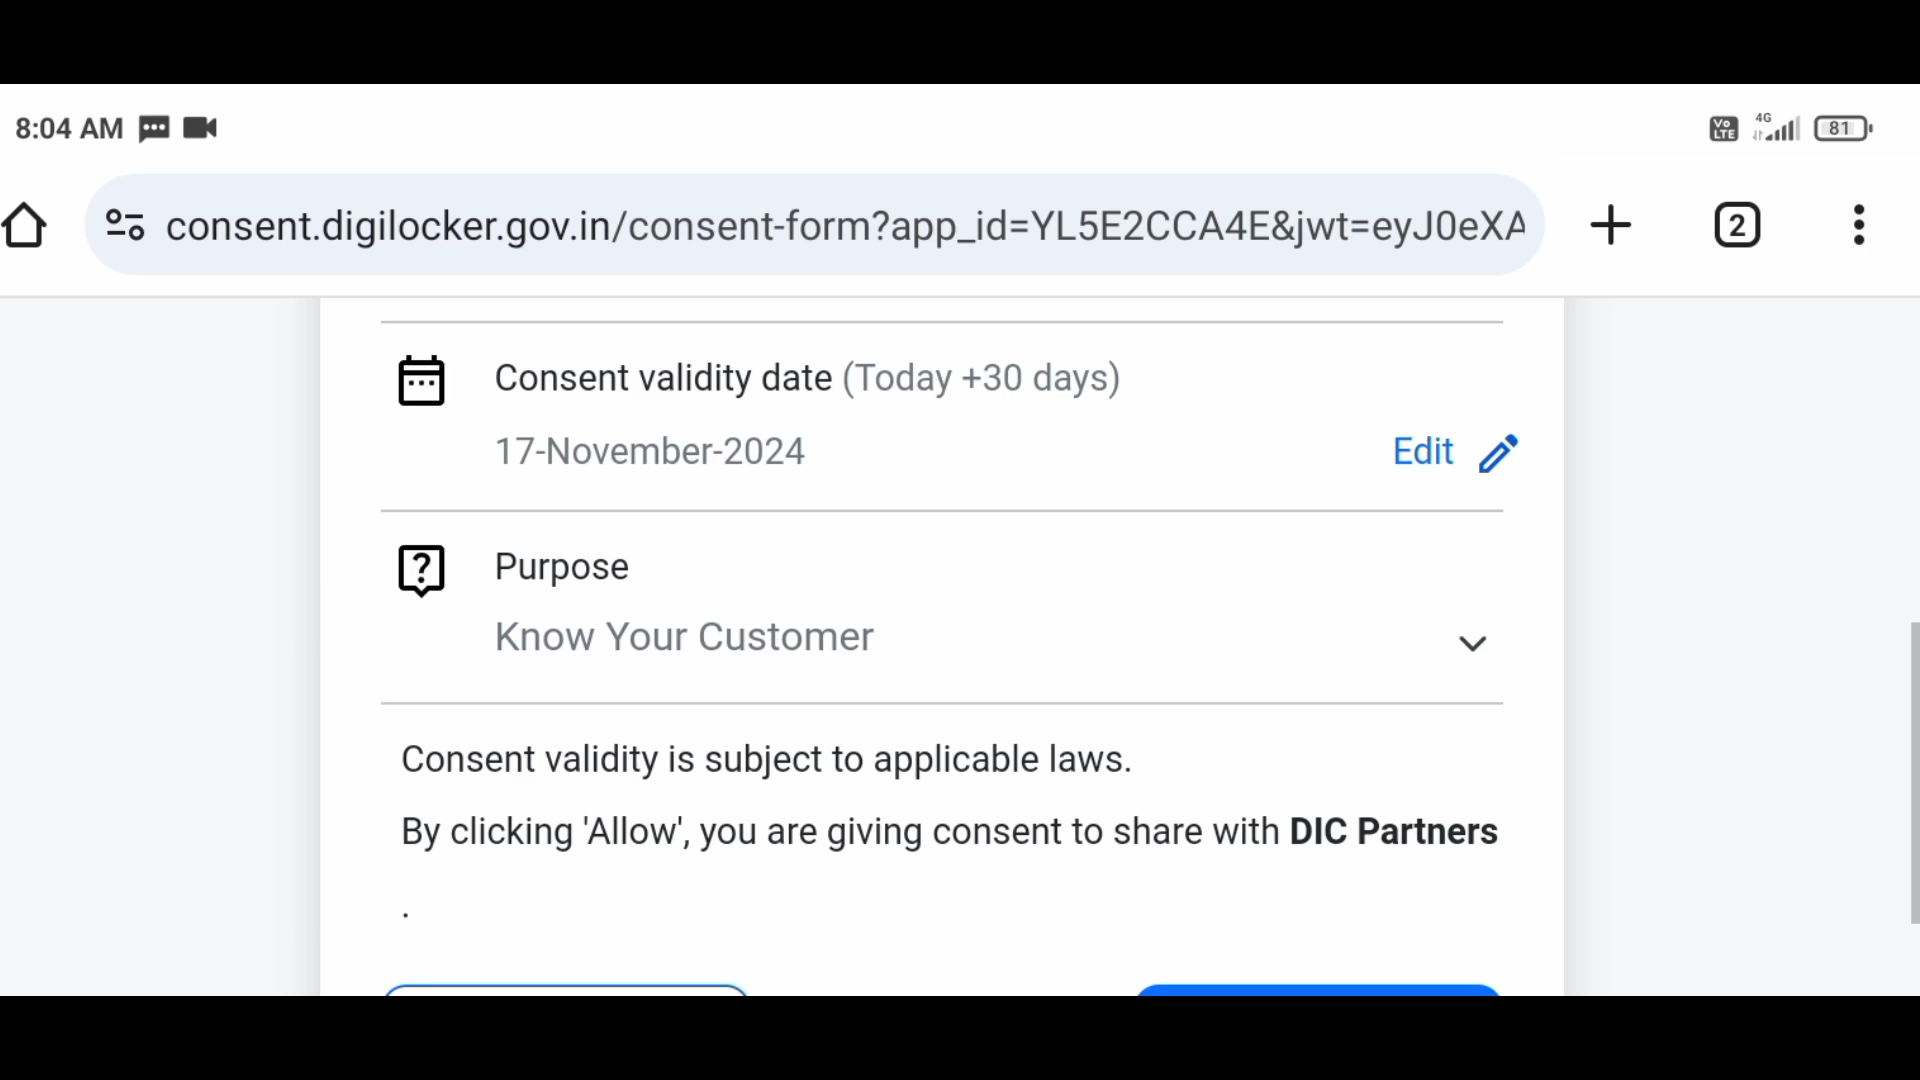 8:04 AM
Vo LTE 4G 81
consent.digilocker.gov.in/consent-form?app_id=YL5E2CCA4E&jwt=eyJ0eXA
2
Consent validity date (Today +30 days)
17-November-2024
Edit
Purpose
Know Your Customer
Consent validity is subject to applicable laws.
By clicking 'Allow', you are giving consent to share with DIC Partners
.